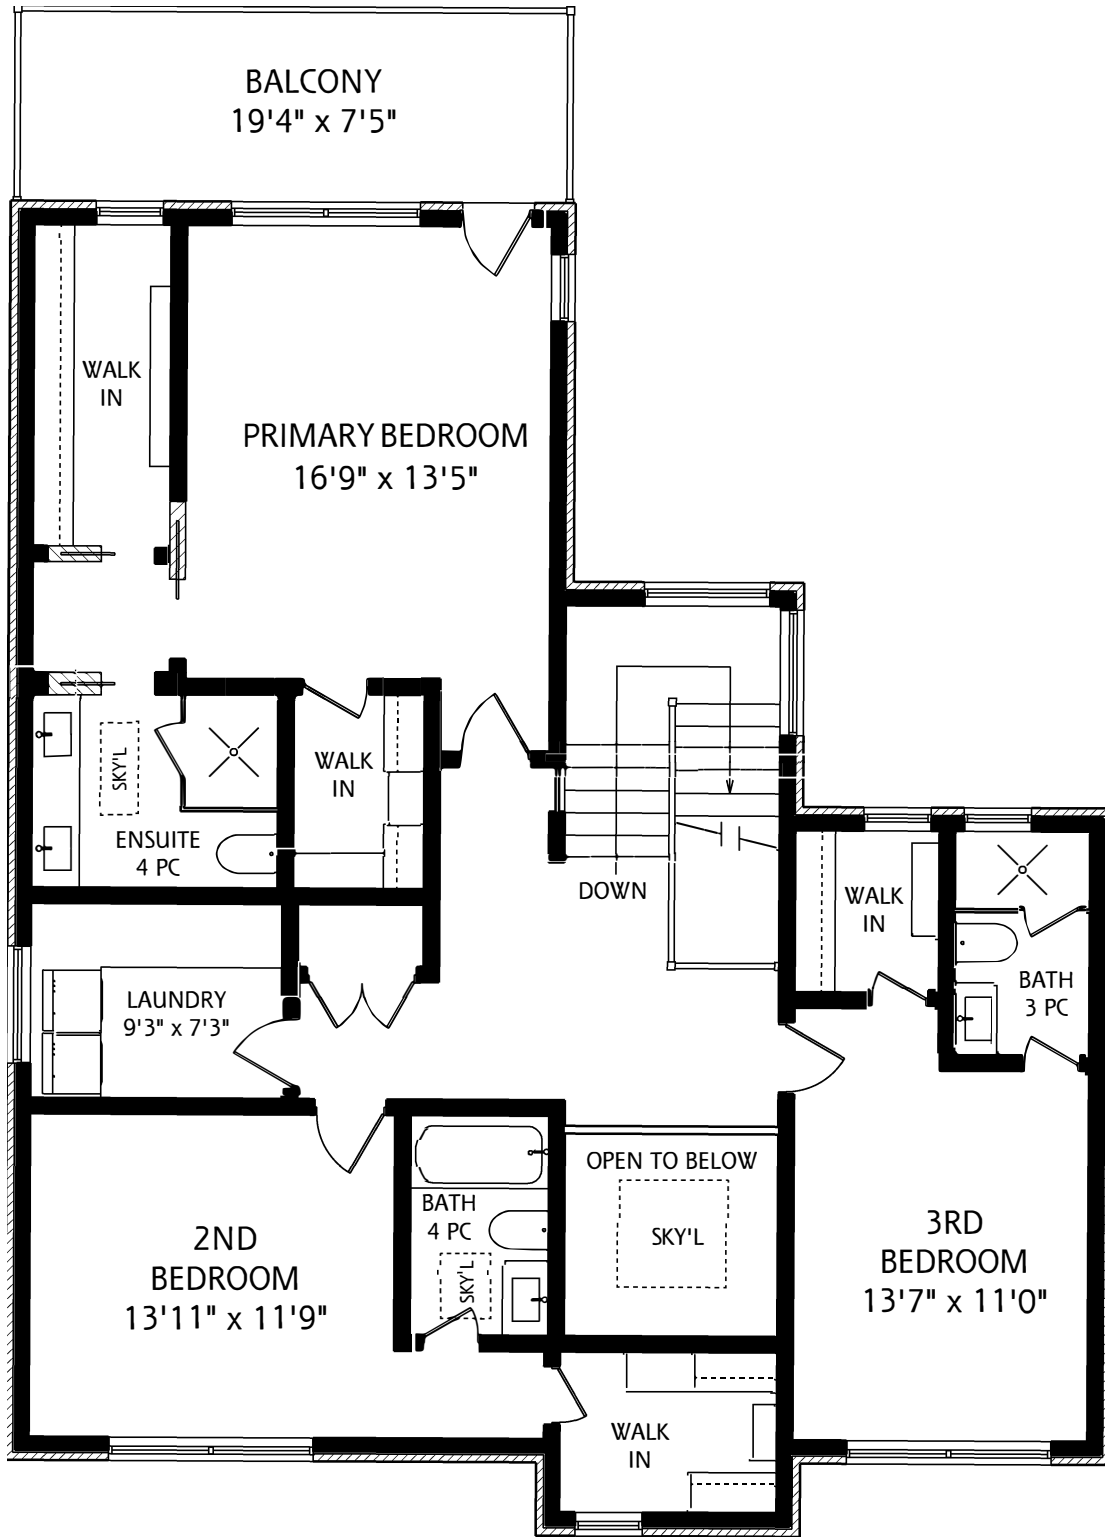 BALCONY
19'4" x 7'5"
WALK
IN
PRIMARY BEDROOM
16'9" x 13'5"
SKY'L
ENSUITE
4 PC
WALK
IN
DOWN
WALK
IN
BATH
3 PC
LAUNDRY
9'3" x 7'3"
2ND
BEDROOM
13'11" x 11'9"
BATH
4 PC
SKY'L
OPEN TO BELOW
SKY'L
3RD
BEDROOM
13'7" x 11'0"
WALK
IN